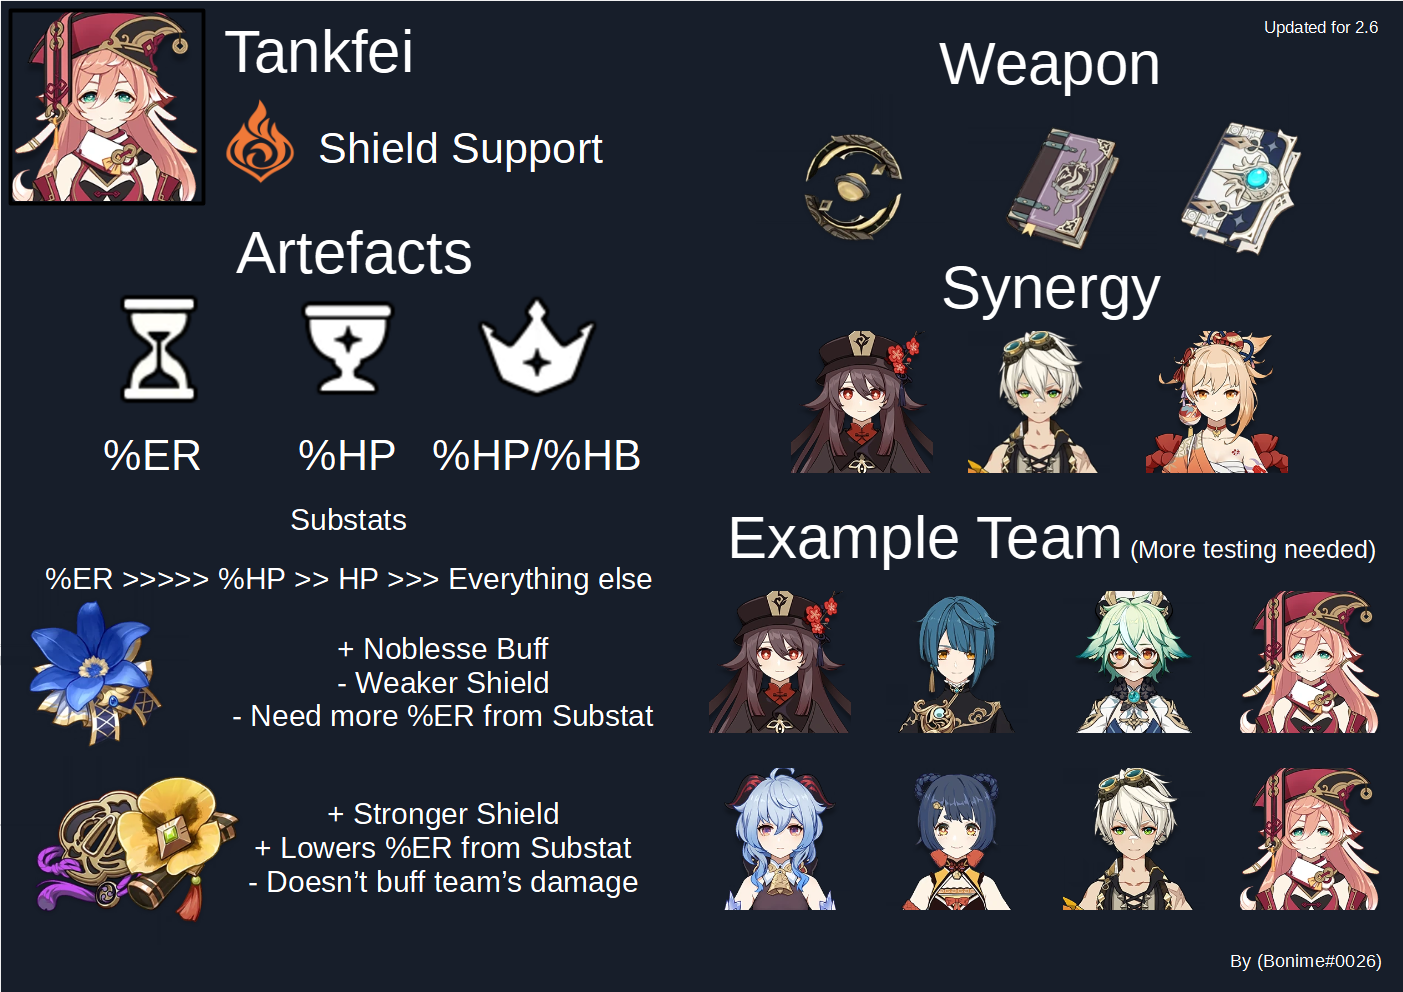 Tankfei
Shield Support
Artefacts
%ER
%HP
%HP/%HB
Substats
%ER >>>>> %HP >> HP >>> Everything else
+ Noblesse Buff
- Weaker Shield
- Need more %ER from Substat
+ Stronger Shield
+ Lowers %ER from Substat
- Doesn’t buff team’s damage
Updated for 2.6
Weapon
Synergy
Example Team (More testing needed)
By (Bonime#0026)